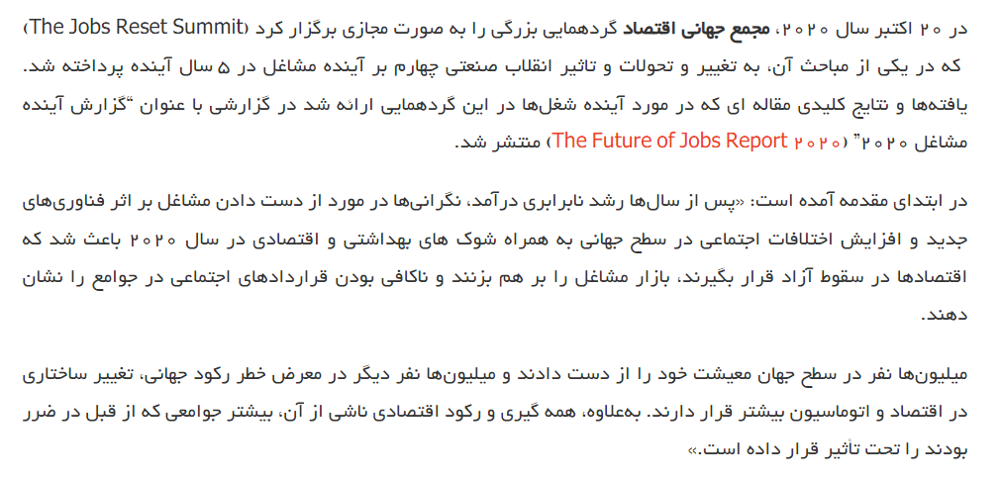 در ۲۰ اکتبر سال ۲۰۲۰، مجمع جهانی اقتصاد گردهمایی بزرگی را به صورت مجازی برگزار کرد (The Jobs Reset Summit)
که در یکی از مباحث آن، به تغییر و تحولات و تاثیر انقلاب صنعتی چهارم بر آینده مشاغل در ۵ سال آینده پرداخته شد.
یافته‌ها و نتایج کلیدی مقاله ای که در مورد آینده شغل‌ها در این گردهمایی ارائه شد در گزارشی با عنوان “گزارش آینده
مشاغل ۲۰۲۰” (The Future of Jobs Report ۲۰۲۰) منتشر شد.
در ابتدای مقدمه آمده است: «پس از سال‌ها رشد نابرابری درآمد، نگرانی‌ها در مورد از دست دادن مشاغل بر اثر فناوری‌های
جدید و افزایش اختلافات اجتماعی در سطح جهانی به همراه شوک های بهداشتی و اقتصادی در سال ۲۰۲۰ باعث شد که
اقتصادها در سقوط آزاد قرار بگیرند، بازار مشاغل را بر هم بزنند و ناکافی بودن قراردادهای اجتماعی در جوامع را نشان
دهند.
میلیون‌ها نفر در سطح جهان معیشت خود را از دست دادند و میلیون‌ها نفر دیگر در معرض خطر رکود جهانی، تغییر ساختاری
در اقتصاد و اتوماسیون بیشتر قرار دارند. به‌علاوه، همه گیری و رکود اقتصادی ناشی از آن، بیشتر جوامعی که از قبل در ضرر
بودند را تحت تأثیر قرار داده است.»